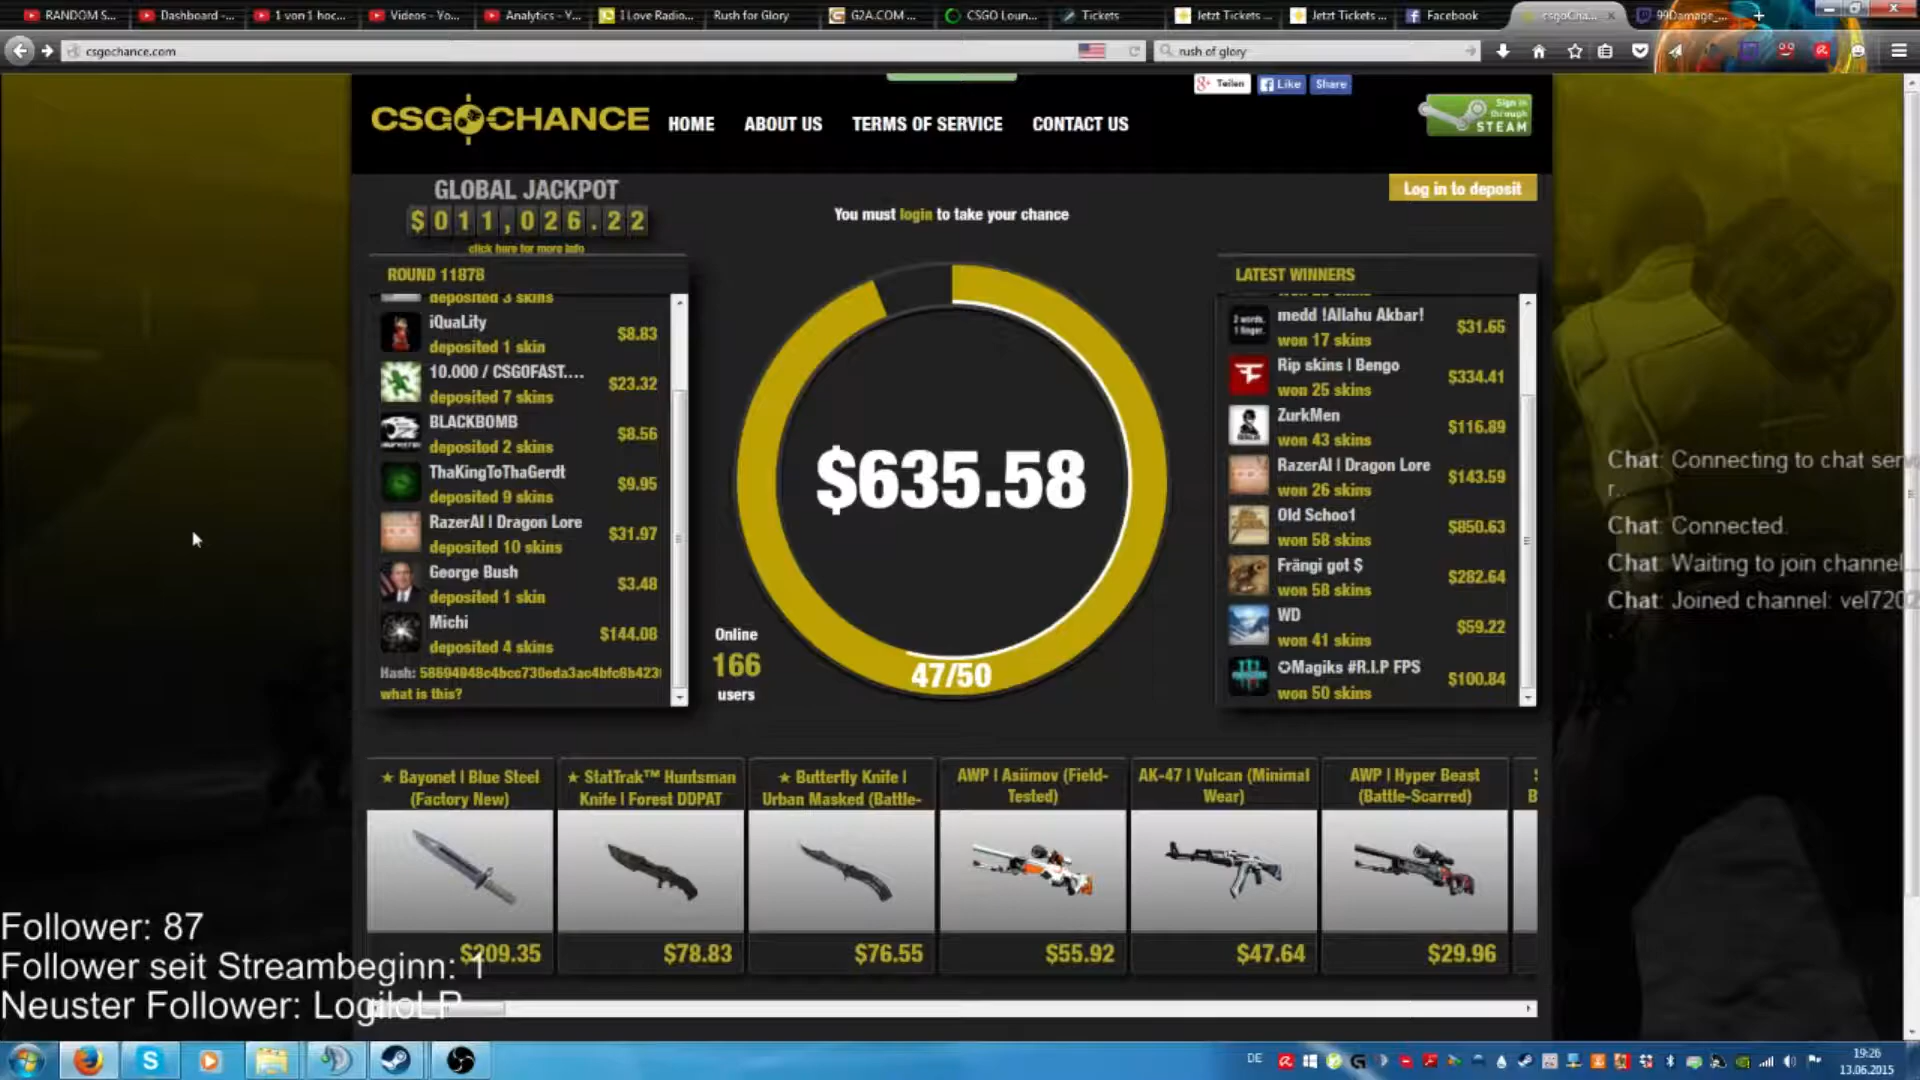 RANDOM S...
Dashboard -...
1 von 1 hoc...
Videos - Yo...
Analytics - Y...
I Love Radio...
Rush for Glory
G2A.COM ...
CSGO Loun...
Tickets
Jetzt Tickets ...
Jetzt Tickets ...
Facebook
csgoCha...
99Damage_...
csgochance.com
rush of glory
Teilen
Like
Share
CSGOCHANCE
HOME
ABOUT US
TERMS OF SERVICE
CONTACT US
Sign in
through
STEAM
GLOBAL JACKPOT
$011,026.22
click here for more info
You must login to take your chance
Log in to deposit
ROUND 11878
deposited 3 skins
iQuaLity
deposited 1 skin
$8.83
10.000 / CSGOFAST....
deposited 7 skins
$23.32
BLACKBOMB
deposited 2 skins
$8.56
ThaKingToThaGerdt
deposited 9 skins
$9.95
RazerAI | Dragon Lore
deposited 10 skins
$31.97
George Bush
deposited 1 skin
$3.48
Michi
deposited 4 skins
$144.08
Hash:
what is this?
Online
166
users
$635.58
47/50
LATEST WINNERS
medd !Allahu Akbar!
won 17 skins
$31.65
Rip skins | Bengo
won 25 skins
$334.41
ZurkMen
won 43 skins
$116.89
RazerAI | Dragon Lore
won 26 skins
$143.59
Old Schoo1
won 58 skins
$850.63
Frängi got $
won 58 skins
$282.64
WD
won 41 skins
$59.22
✪Magiks #R.I.P FPS
won 50 skins
$100.84
Chat: Connecting to chat serve
r...
Chat: Connected.
Chat: Waiting to join channel...
Chat: Joined channel: vel7202
★ Bayonet | Blue Steel
(Factory New)
$209.35
★ StatTrak™ Huntsman
Knife | Forest DDPAT
$78.83
★ Butterfly Knife |
Urban Masked (Battle-
$76.55
AWP | Asiimov (Field-
Tested)
$55.92
AK-47 | Vulcan (Minimal
Wear)
$47.64
AWP | Hyper Beast
(Battle-Scarred)
$29.96
Follower: 87
Follower seit Streambeginn: 1
Neuster Follower: LogiloLP
DE
19:26
13.06.2015